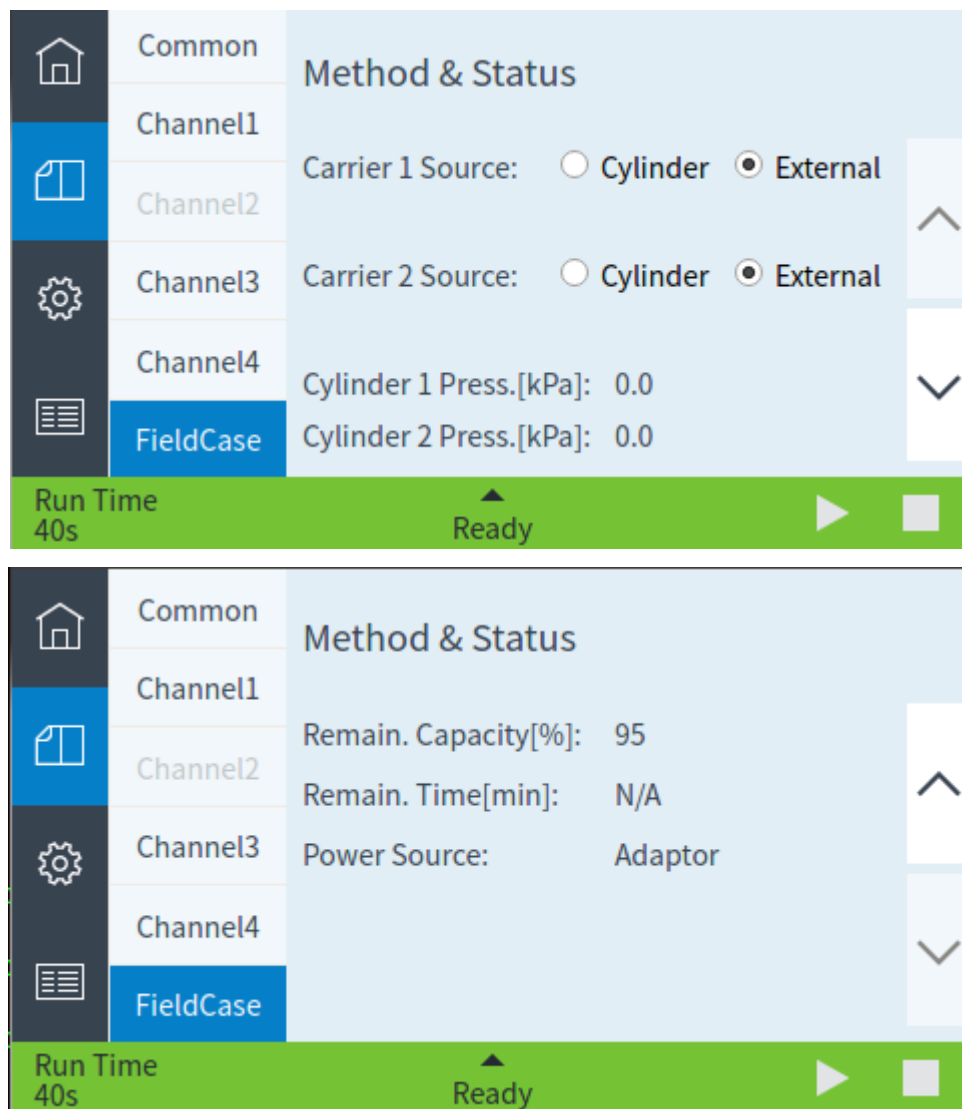 Common
Channel1
Channel2
Channel3
Channel4
FieldCase
Method & Status
Carrier 1 Source: Cylinder External
Carrier 2 Source: Cylinder External
Cylinder 1 Press.[kPa]: 0.0
Cylinder 2 Press.[kPa]: 0.0
Run Time
40s
Ready
Common
Channel1
Channel2
Channel3
Channel4
FieldCase
Method & Status
Remain. Capacity[%]: 95
Remain. Time[min]: N/A
Power Source: Adaptor
Run Time
40s
Ready